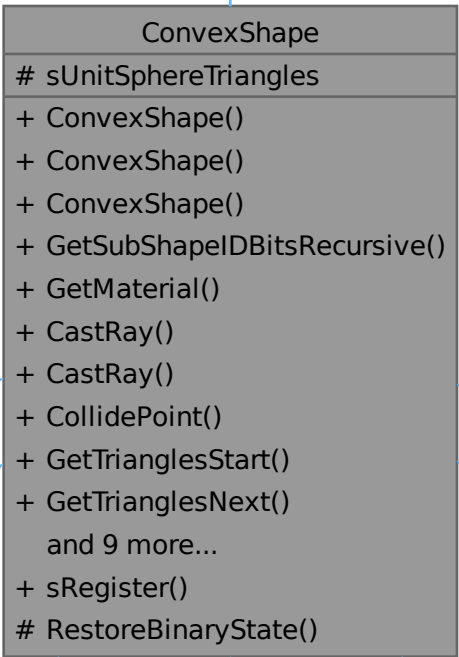 ConvexShape
# sUnitSphereTriangles
+ ConvexShape()
+ ConvexShape()
+ ConvexShape()
+ GetSubShapeIDBitsRecursive()
+ GetMaterial()
+ CastRay()
+ CastRay()
+ CollidePoint()
+ GetTrianglesStart()
+ GetTrianglesNext()
and 9 more...
+ sRegister()
# RestoreBinaryState()